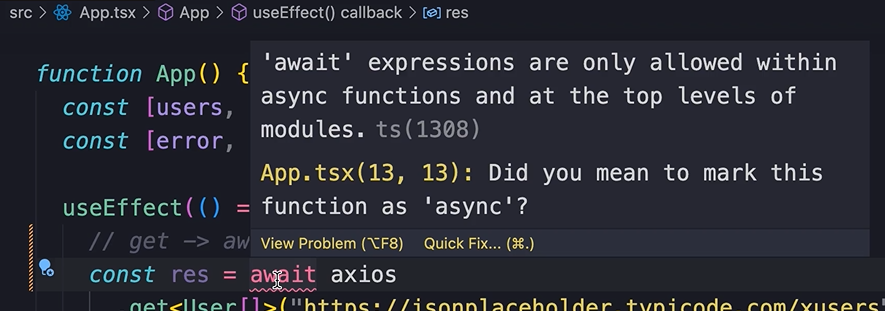 src > App.tsx > App > useEffect() callback > res
function App() {
'await' expressions are only allowed within
const [users,
async functions and at the top levels of
const [error,
modules. ts(1308)
App.tsx(13, 13): Did you mean to mark this
useEffect(() =
function as 'async'?
// get -> aw
View Problem (⌥F8) Quick Fix... (⌘.)
const res = await axios
.get<User[]>("https://jsonplaceholder.typicode.com/xusers"